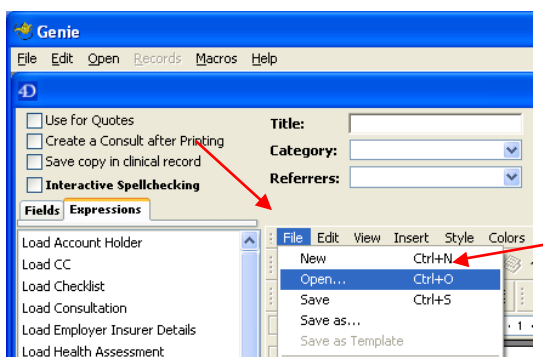 Genie
File Edit Open Records Macros Help
4D
Use for Quotes
Create a Consult after Printing
Save copy in clinical record
Interactive Spellchecking
Title:
Category:
Referrers:
Fields Expressions
Load Account Holder
Load CC
Load Checklist
Load Consultation
Load Employer Insurer Details
Load Health Assessment
File Edit View Insert Style Colors
New Ctrl+N
Open... Ctrl+O
Save Ctrl+S
Save as...
Save as Template
1